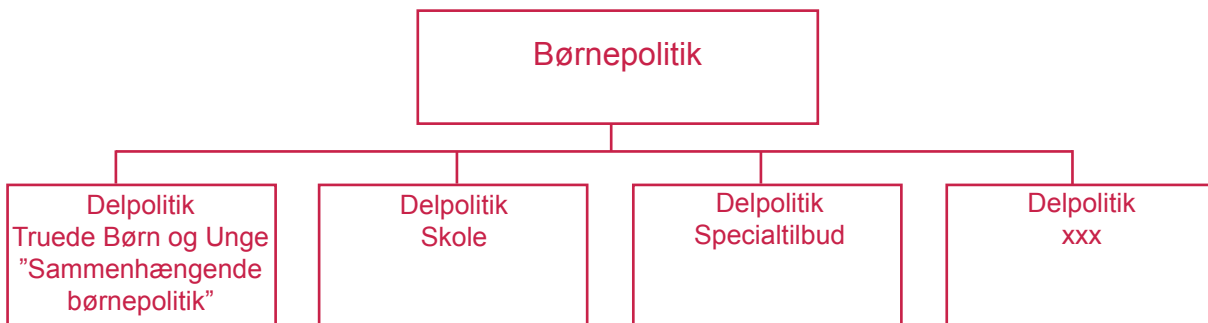 Børnepolitik
Delpolitik
Truede Børn og Unge
”Sammenhængende
børnepolitik”
Delpolitik
Skole
Delpolitik
Specialtilbud
Delpolitik
xxx